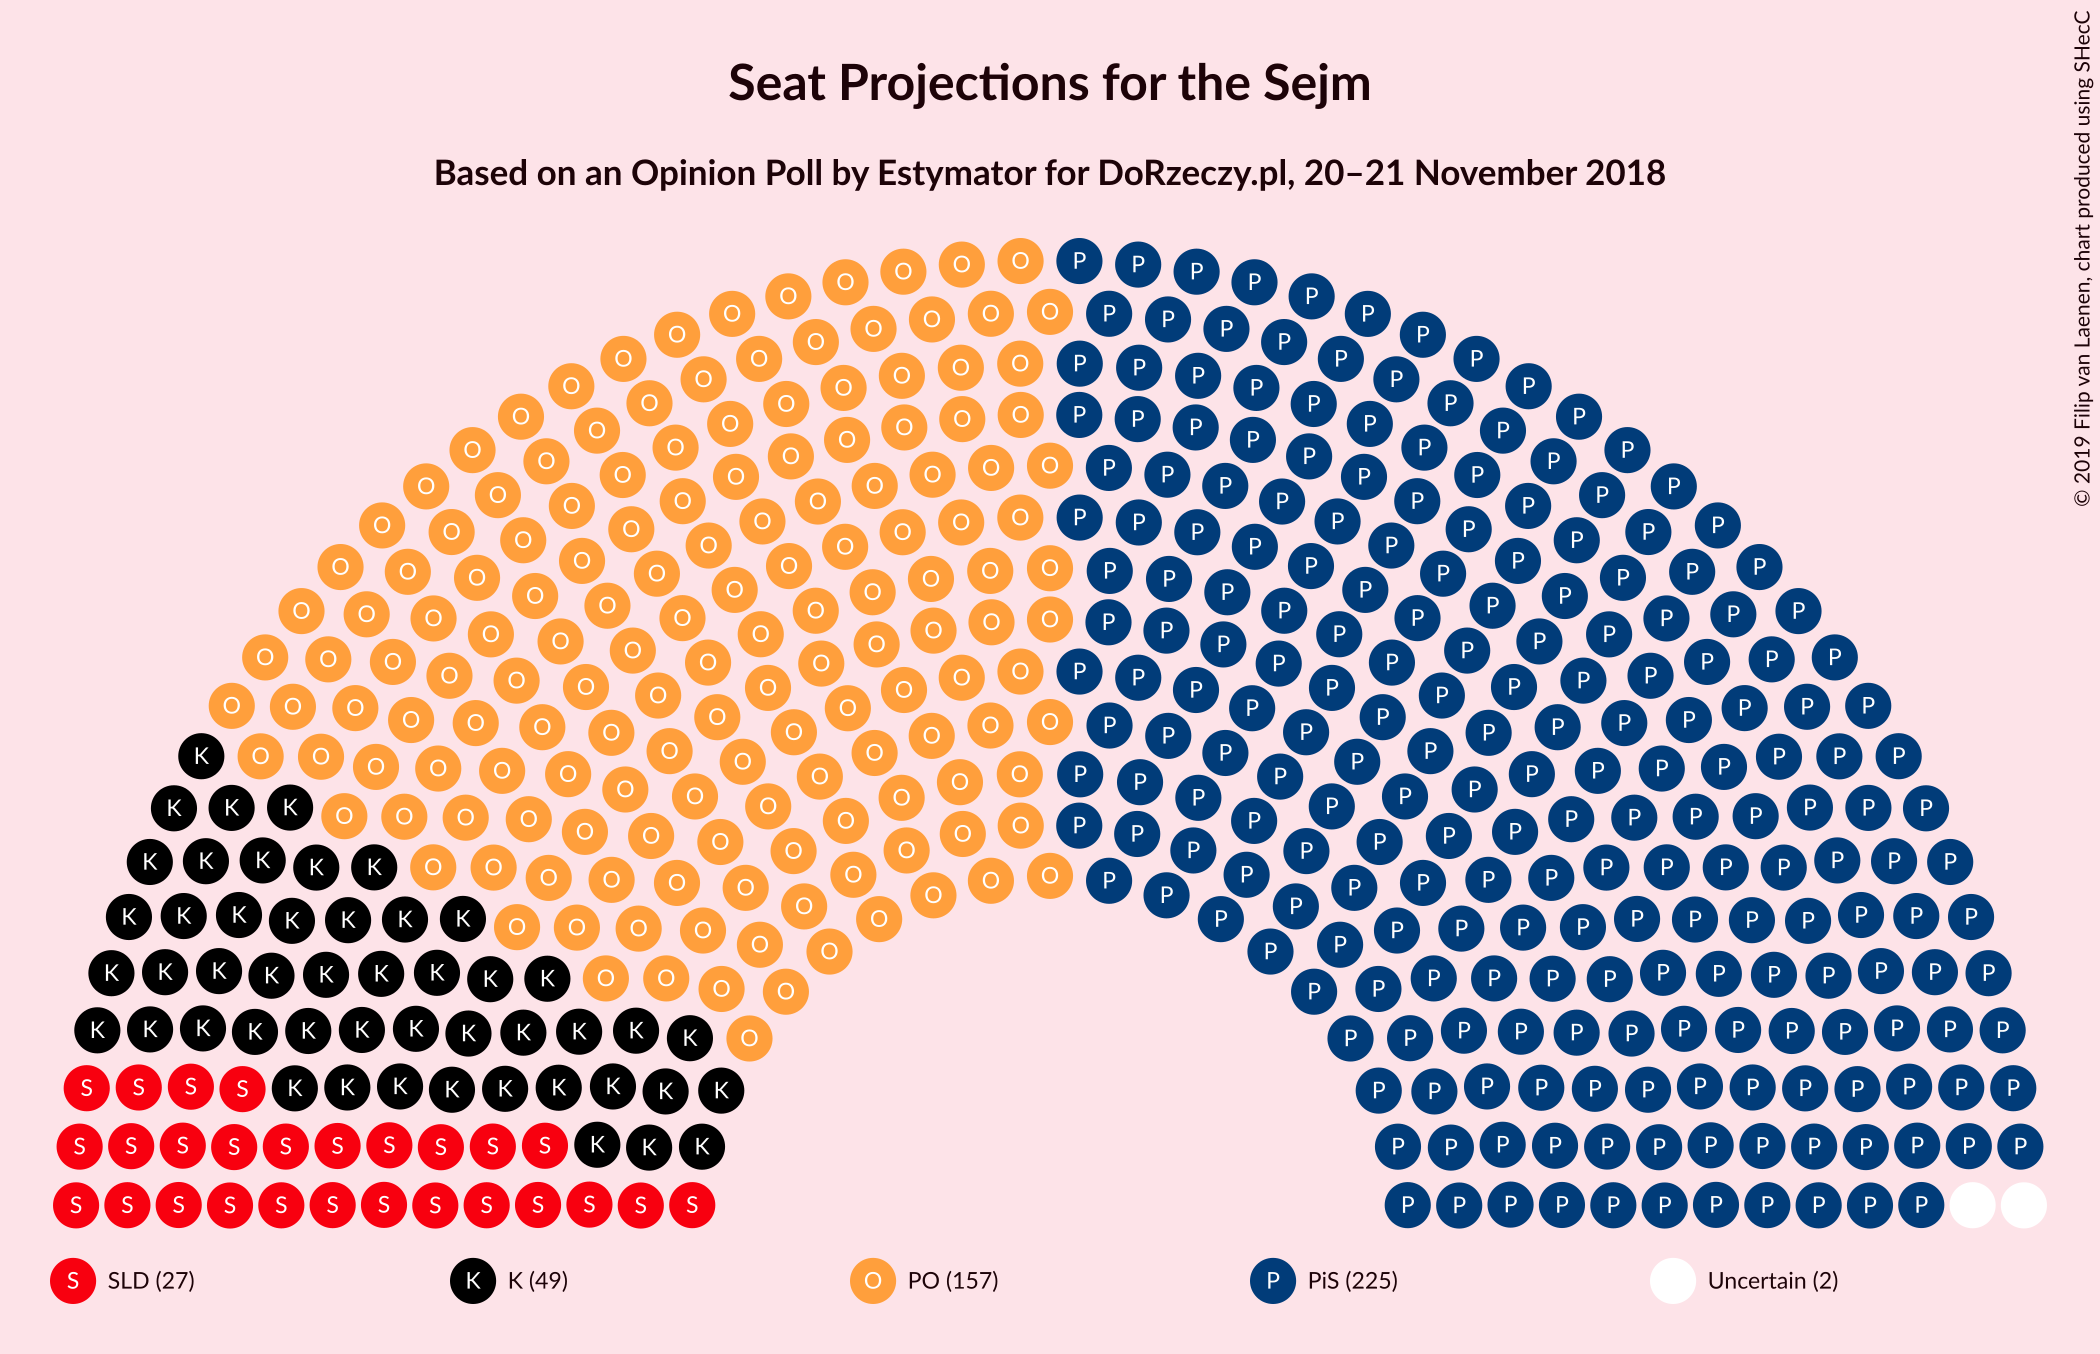 Seat Projections for the Sejm
Based on an Opinion Poll by Estymator for DoRzeczy.pl, 20–21 November 2018
© 2019 Filip van Laenen, chart produced using SHecC
S SLD (27)
K K (49)
O PO (157)
P PiS (225)
Uncertain (2)